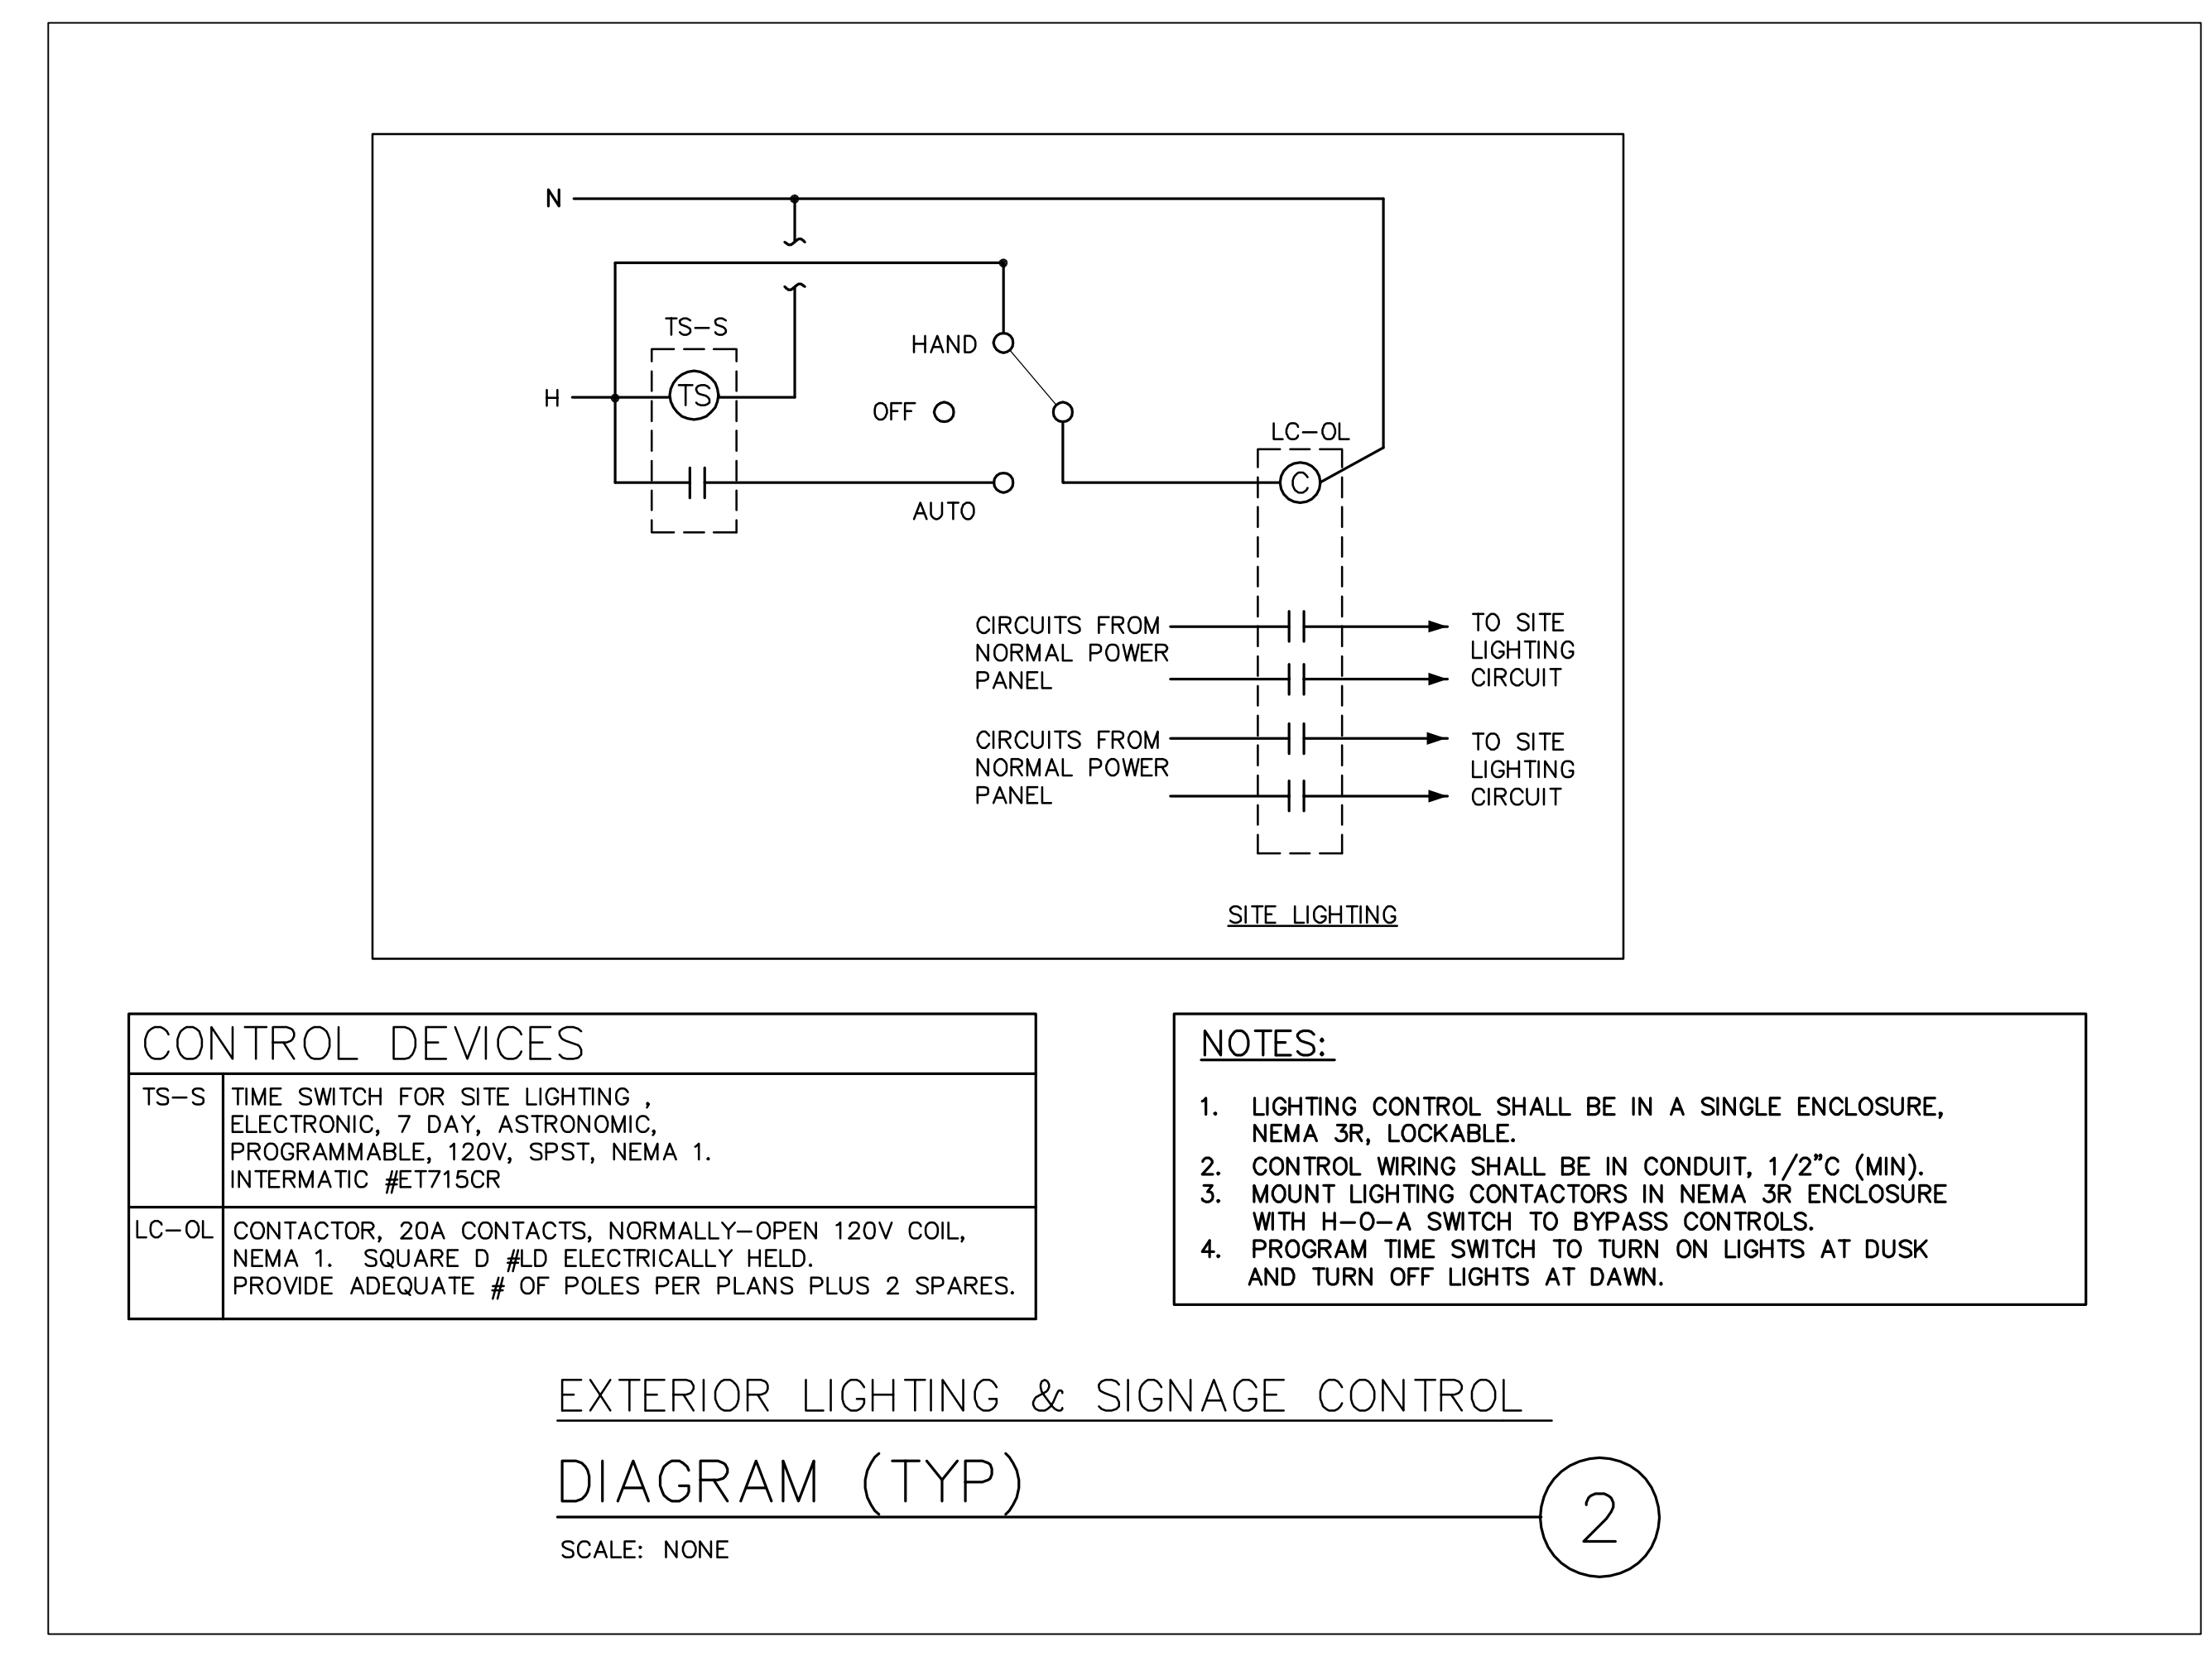 N
TS-S
HAND
H
TS
OFF
LC-OL
C
AUTO
CIRCUITS FROM
NORMAL POWER
PANEL
TO SITE
LIGHTING
CIRCUIT
CIRCUITS FROM
NORMAL POWER
PANEL
TO SITE
LIGHTING
CIRCUIT
SITE LIGHTING
CONTROL DEVICES
TS-S
TIME SWITCH FOR SITE LIGHTING ,
ELECTRONIC, 7 DAY, ASTRONOMIC,
PROGRAMMABLE, 120V, SPST, NEMA 1.
INTERMATIC #ET715CR
LC-OL
CONTACTOR, 20A CONTACTS, NORMALLY-OPEN 120V COIL,
NEMA 1. SQUARE D #LD ELECTRICALLY HELD.
PROVIDE ADEQUATE # OF POLES PER PLANS PLUS 2 SPARES.
NOTES:
1. LIGHTING CONTROL SHALL BE IN A SINGLE ENCLOSURE,
NEMA 3R, LOCKABLE.
2. CONTROL WIRING SHALL BE IN CONDUIT, 1/2"C (MIN).
3. MOUNT LIGHTING CONTACTORS IN NEMA 3R ENCLOSURE
WITH H-O-A SWITCH TO BYPASS CONTROLS.
4. PROGRAM TIME SWITCH TO TURN ON LIGHTS AT DUSK
AND TURN OFF LIGHTS AT DAWN.
EXTERIOR LIGHTING & SIGNAGE CONTROL
DIAGRAM (TYP)
2
SCALE: NONE